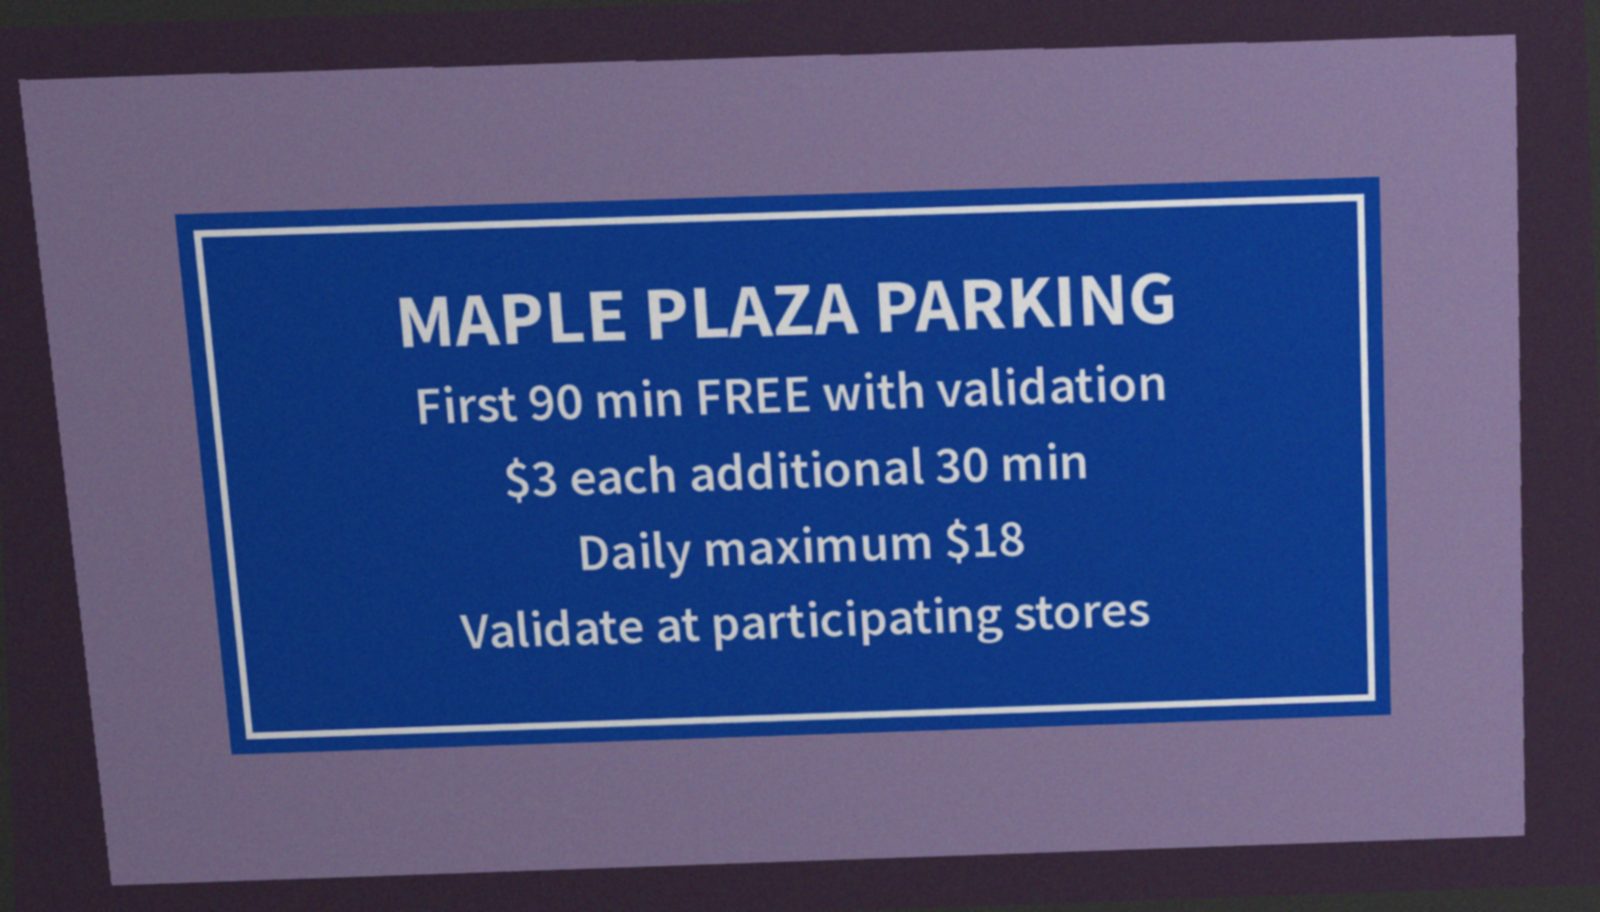 MAPLE PLAZA PARKING
First 90 min FREE with validation
$3 each additional 30 min
Daily maximum $18
Validate at participating stores